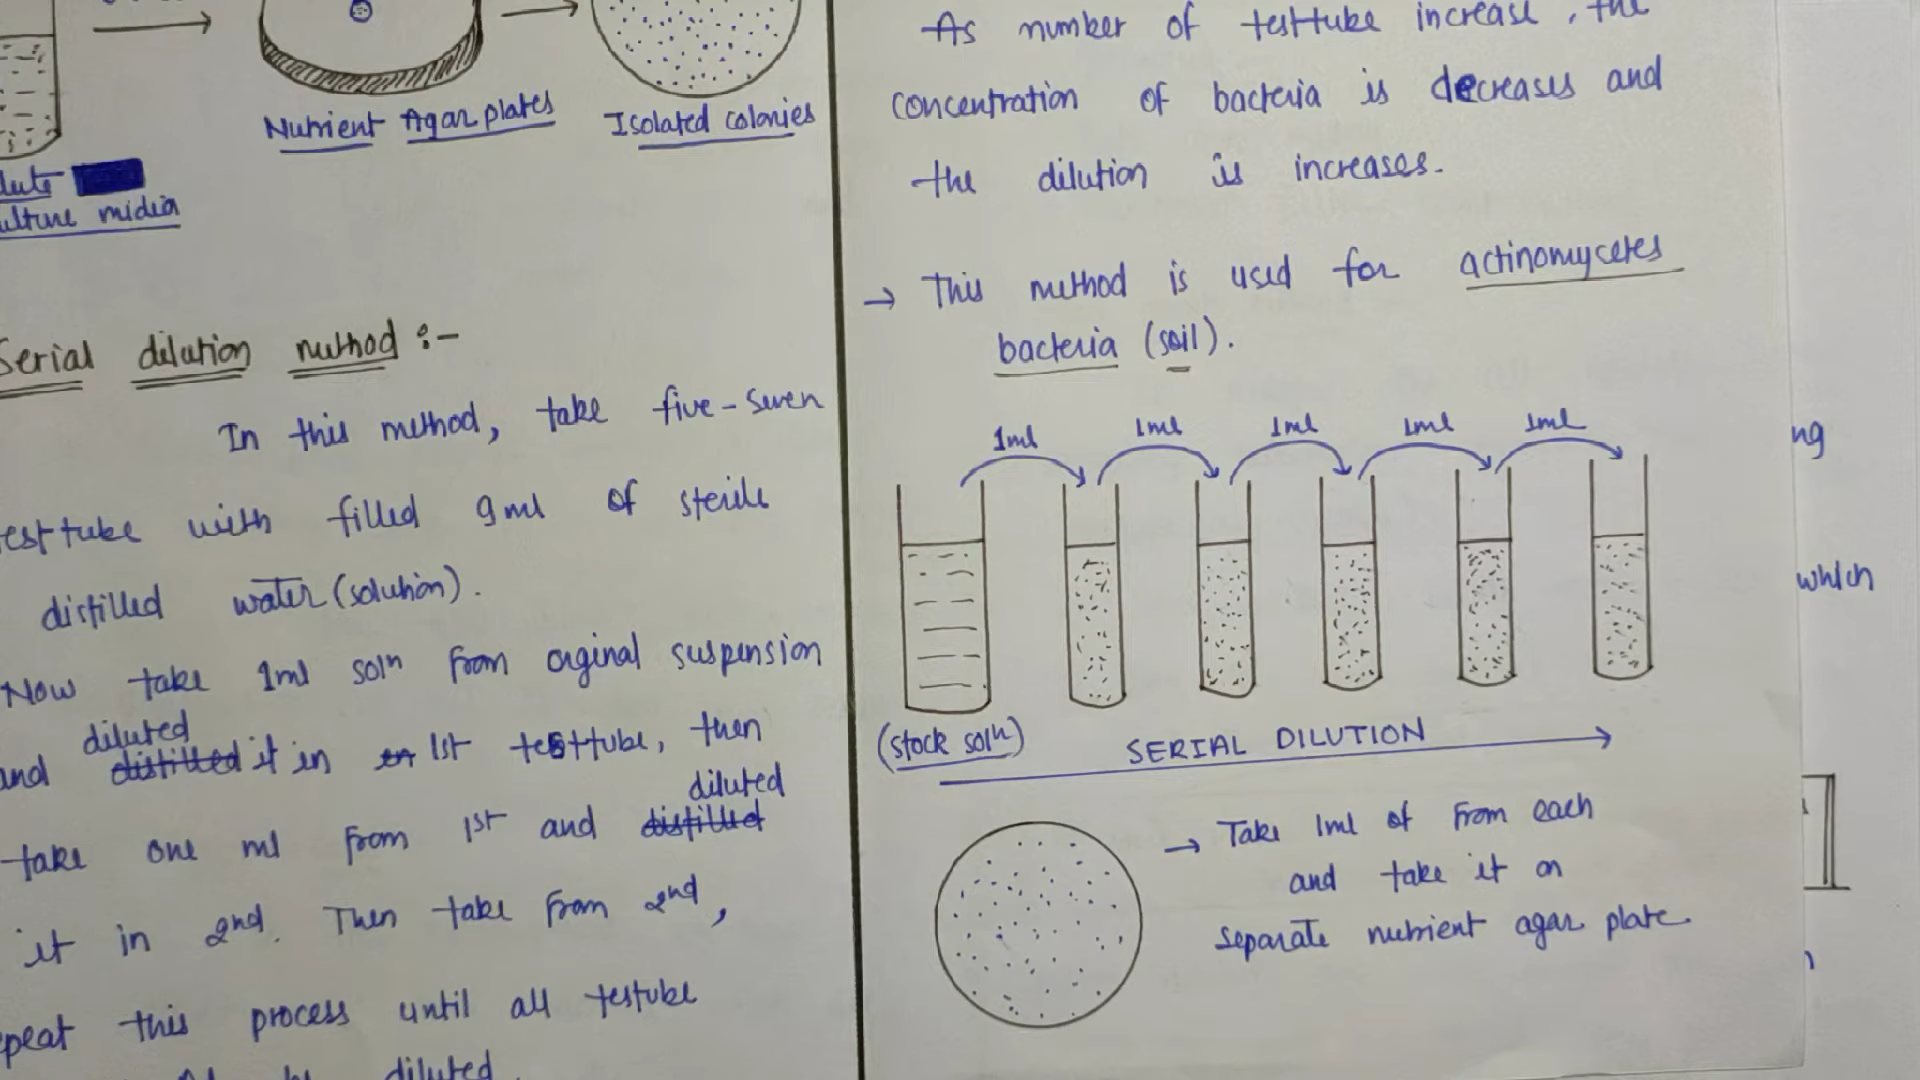 Nutrient Agar plates
Isolated colonies
culture midia
Serial dilution method :-
In this method, take five-seven
testtube with filled 9ml of sterile
distilled water (solution).
Now take 1ml solⁿ from orginal suspension
diluted
and distilled it in en 1st testtube, then
diluted
take one ml from 1st and distilled
it in 2nd. Then take from 2nd,
repeat this process until all testube
diluted
As number of testtube increase, the
concentration of bacteria is decreases and
the dilution is increases.
→ This method is used for actinomycetes
bacteria (soil).
1ml 1ml 1ml 1ml 1ml
(stock solⁿ)
SERIAL DILUTION
→ Take 1ml of from each
and take it on
separate nutrient agar plate.
ng
which